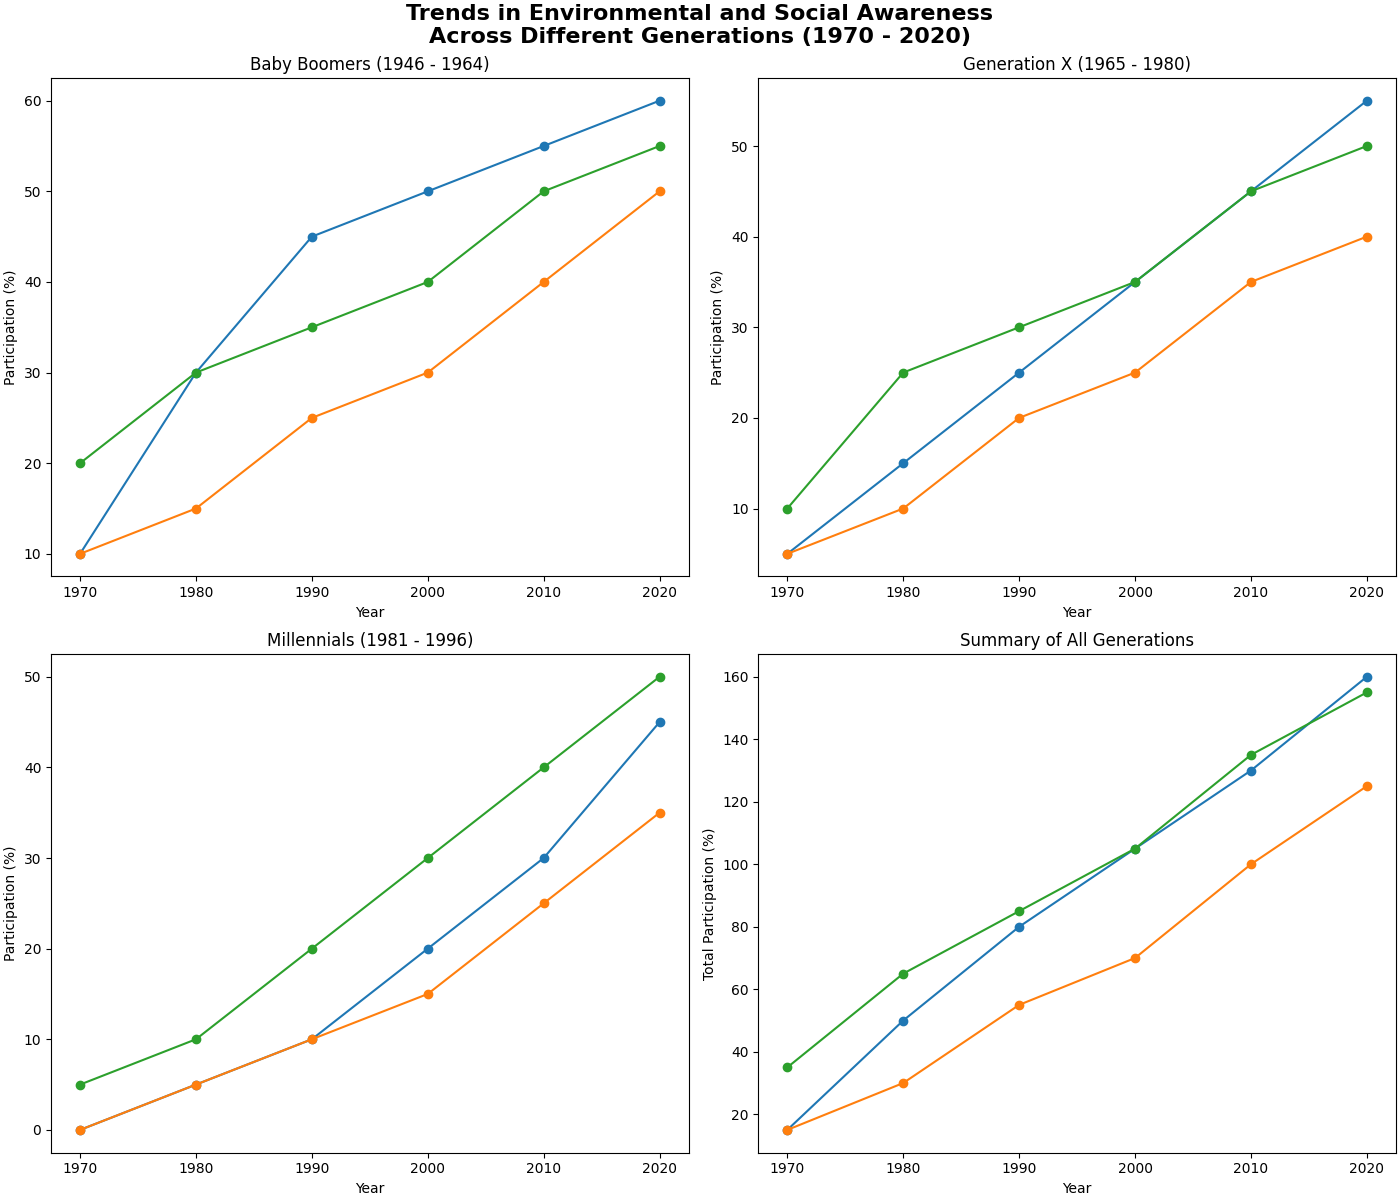 Trends in Environmental and Social Awareness
Across Different Generations (1970 - 2020)
Baby Boomers (1946 - 1964)
60
50
40
30
20
10
Participation (%)
1970 1980 1990 2000 2010 2020
Year
Generation X (1965 - 1980)
50
40
30
20
10
Participation (%)
1970 1980 1990 2000 2010 2020
Year
Millennials (1981 - 1996)
50
40
30
20
10
0
Participation (%)
1970 1980 1990 2000 2010 2020
Year
Summary of All Generations
160
140
120
100
80
60
40
20
Total Participation (%)
1970 1980 1990 2000 2010 2020
Year